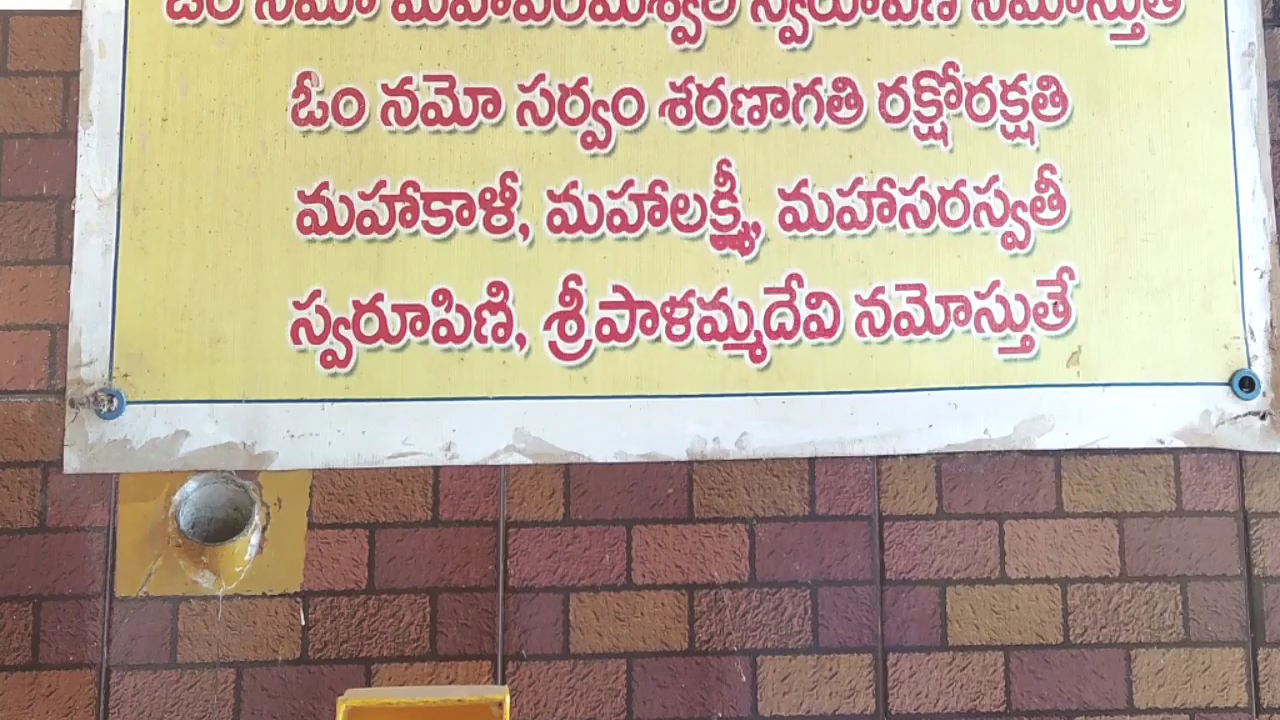 ఓం నమో మహాపరమేశ్వరి స్వరూపిణి నమోస్తుతే
ఓం నమో సర్వం శరణాగతి రక్షోరక్షతి
మహాకాళీ, మహాలక్ష్మీ, మహాసరస్వతీ
స్వరూపిణి, శ్రీపాళమ్మదేవి నమోస్తుతే